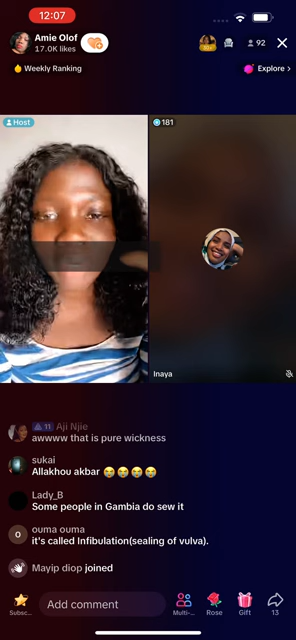 12:07
Amie Olof
17.0K likes
92
Weekly Ranking
Explore >
Host
181
Inaya
11 Aji Njie
awwww that is pure wickness
sukai
Allakhou akbar 😭😭😭😭
Lady_B
Some people in Gambia do sew it
O
ouma ouma
it's called Infibulation(sealing of vulva).
Mayip diop joined
Subsc...
Add comment
Multi-...
Rose
Gift
13